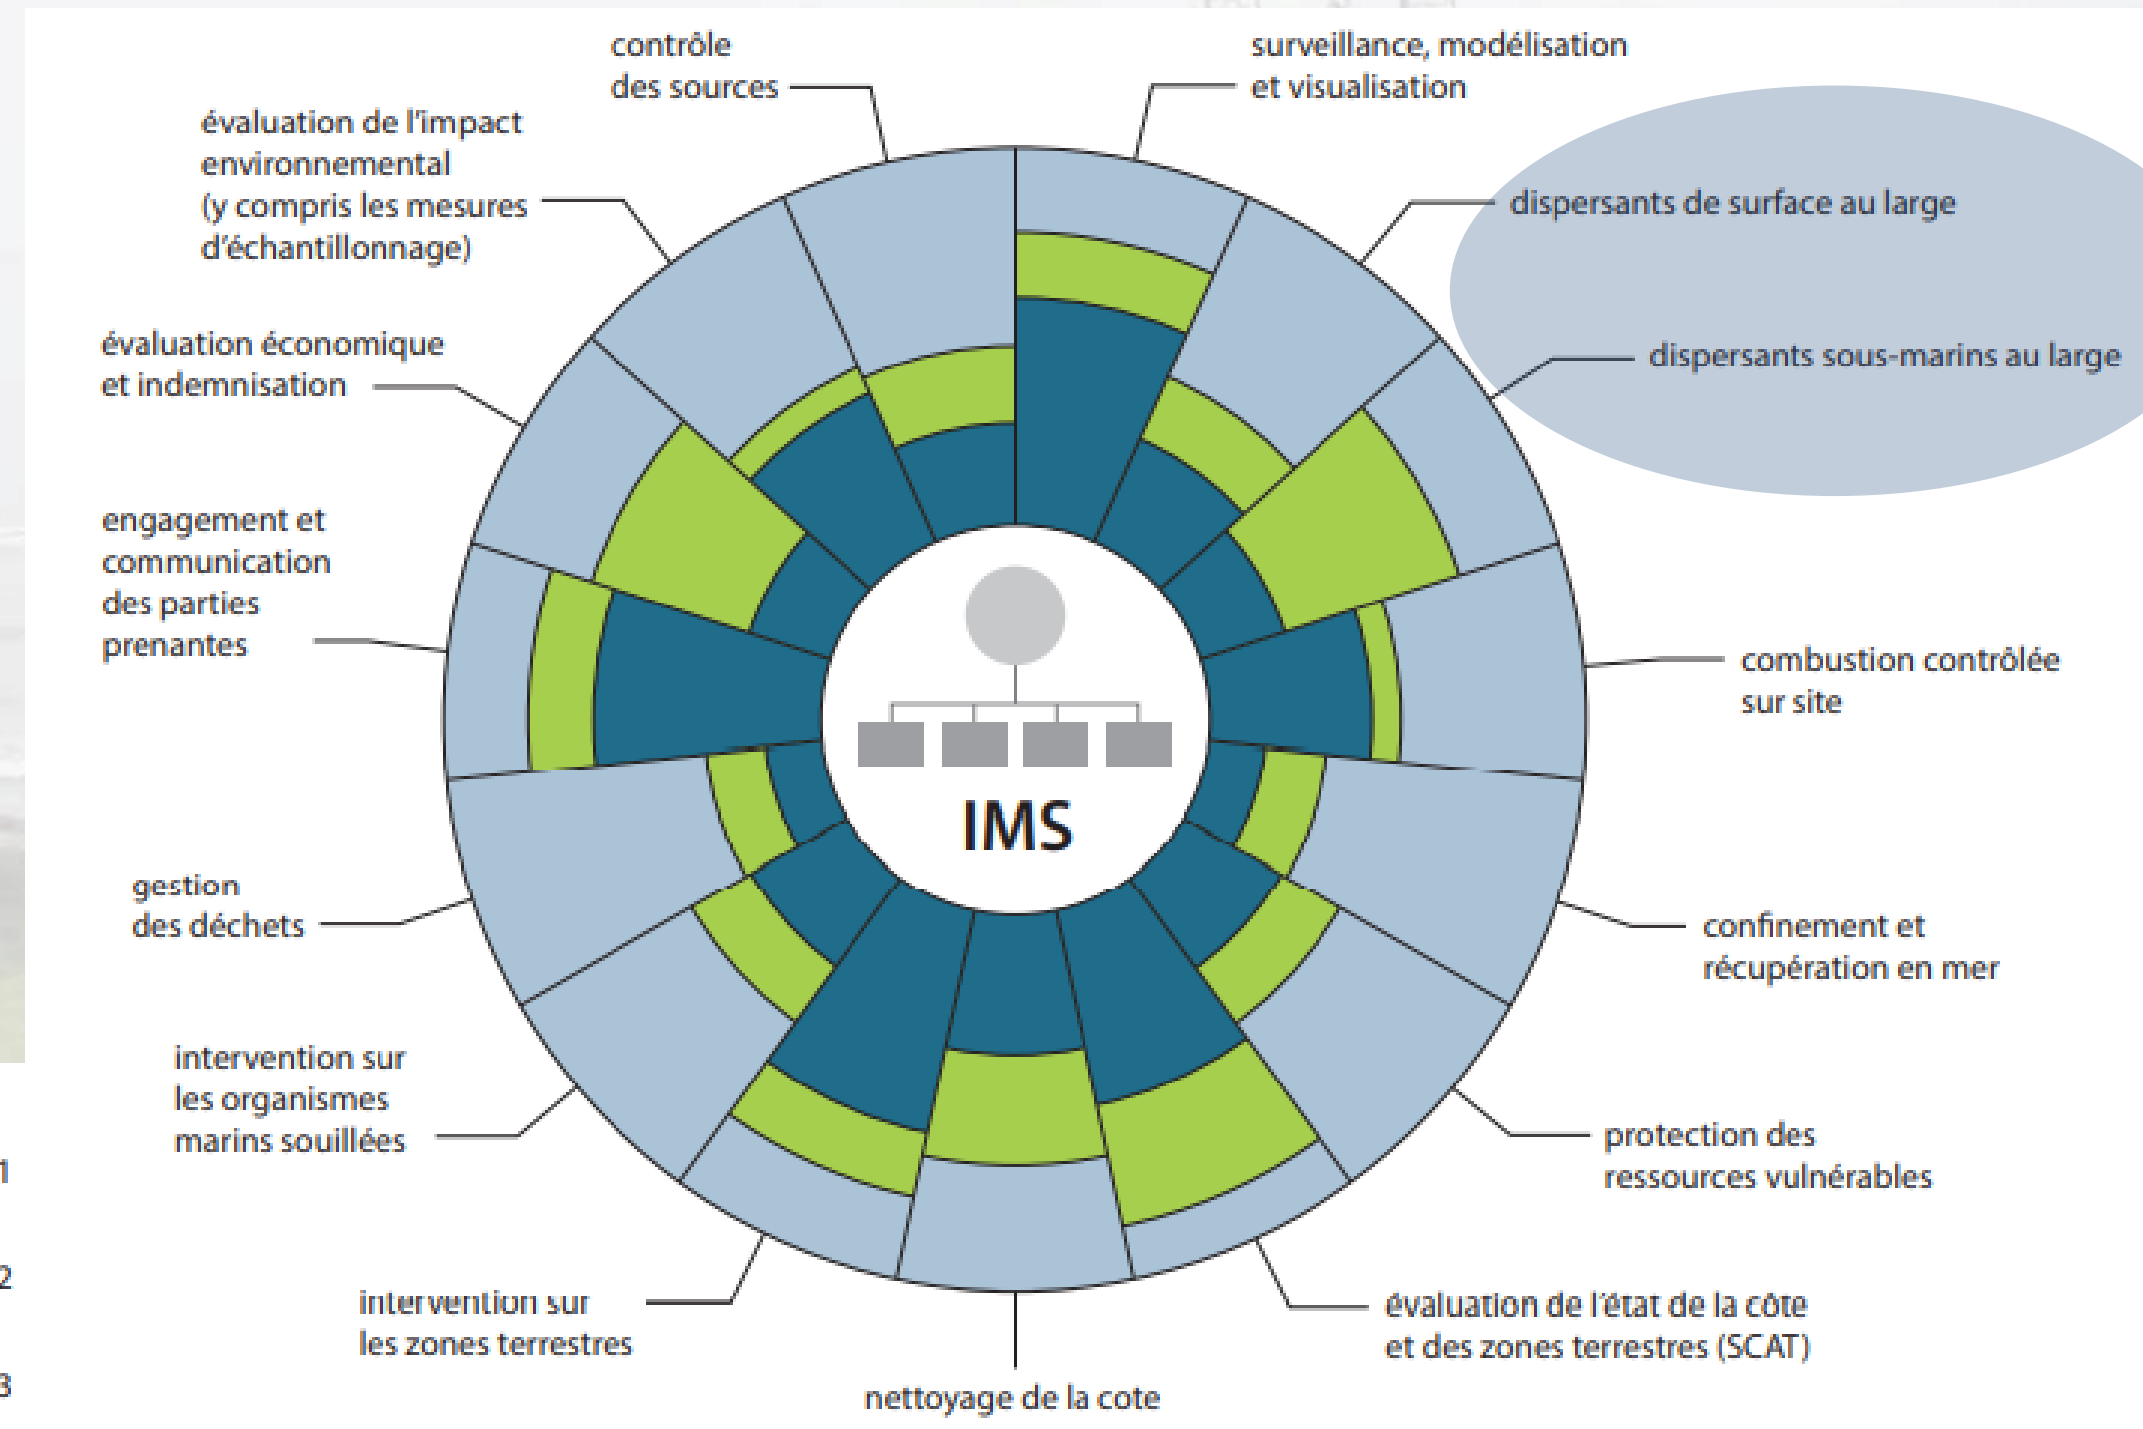 contrôle
des sources
surveillance, modélisation
et visualisation
évaluation de l'impact
environnemental
(y compris les mesures
d'échantillonnage)
dispersants de surface au large
évaluation économique
et indemnisation
dispersants sous-marins au large
engagement et
communication
des parties
prenantes
combustion contrôlée
sur site
IMS
gestion
des déchets
confinement et
récupération en mer
intervention sur
les organismes
marins souillées
protection des
ressources vulnérables
1
2
3
intervention sur
les zones terrestres
évaluation de l'état de la côte
et des zones terrestres (SCAT)
nettoyage de la cote